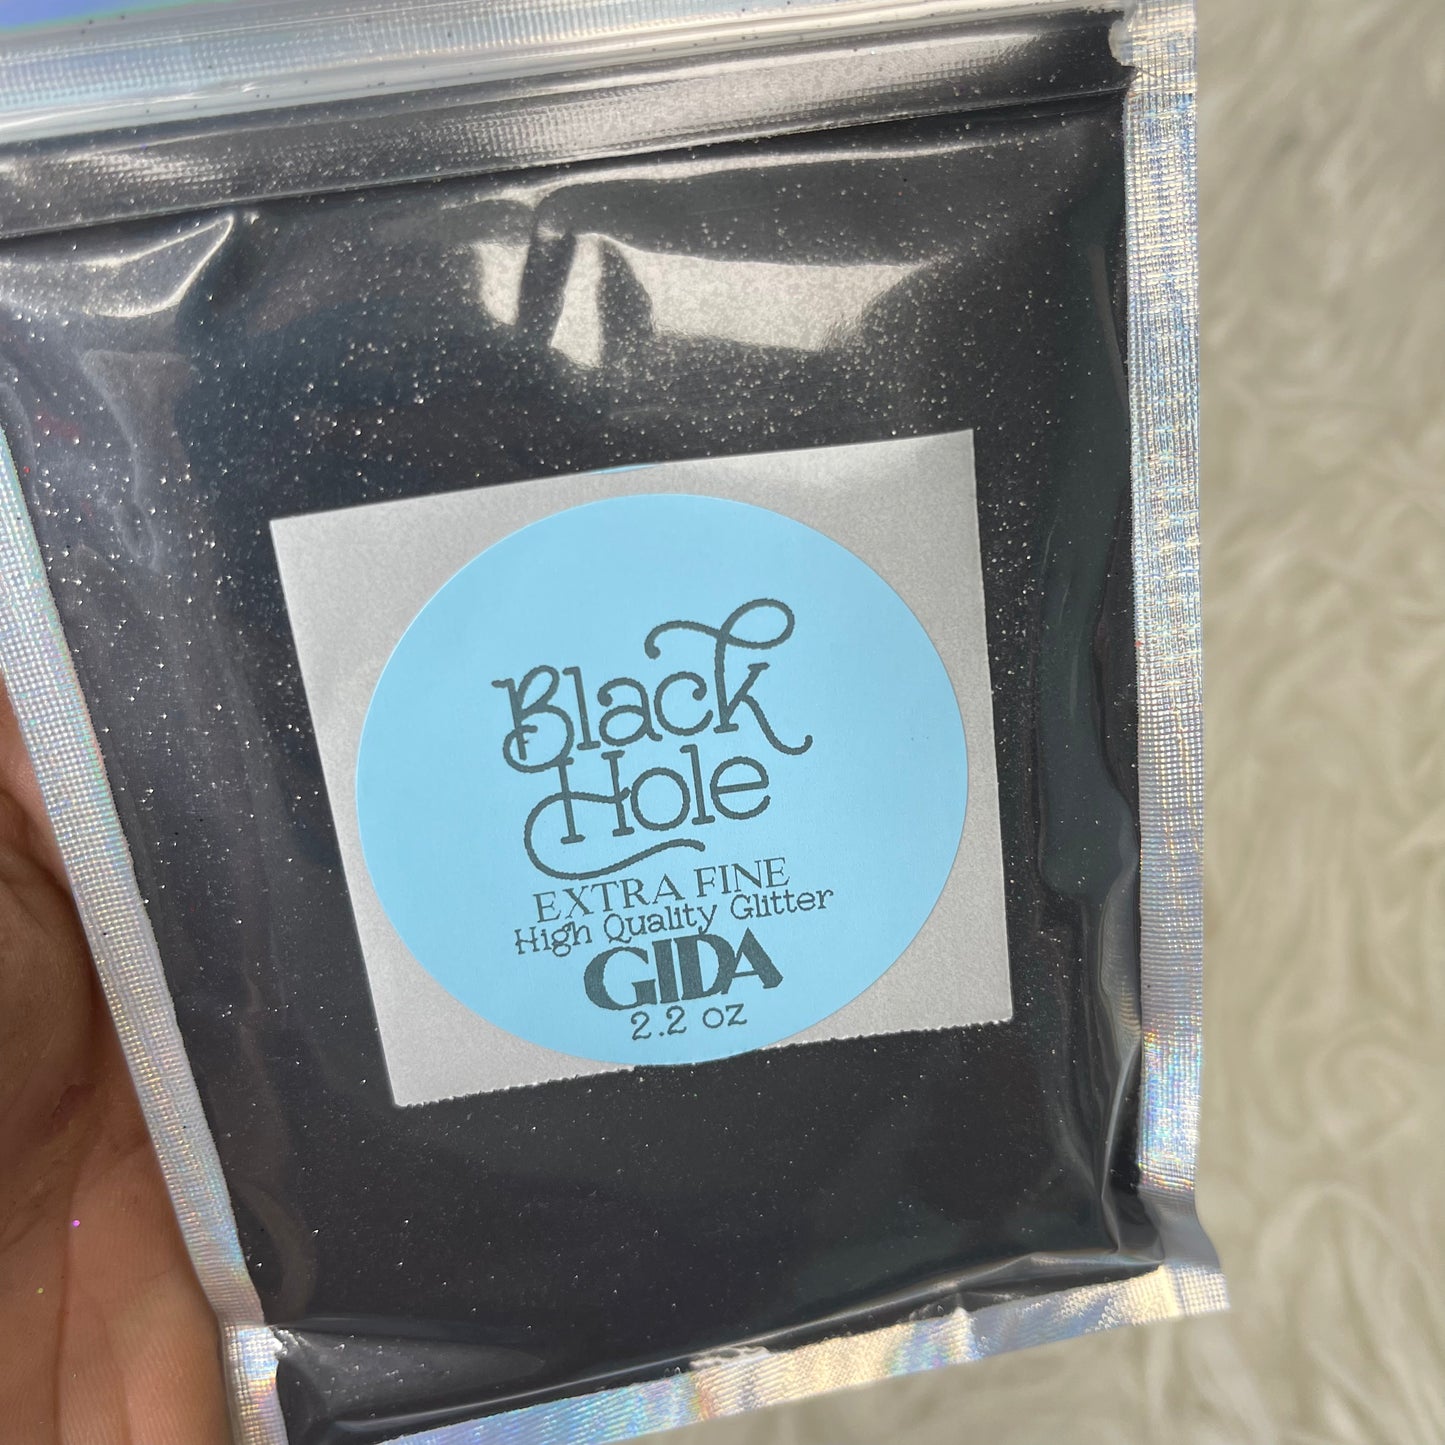 Black
Hole
EXTRA FINE
High Quality Glitter
GIDA
2.2 oz